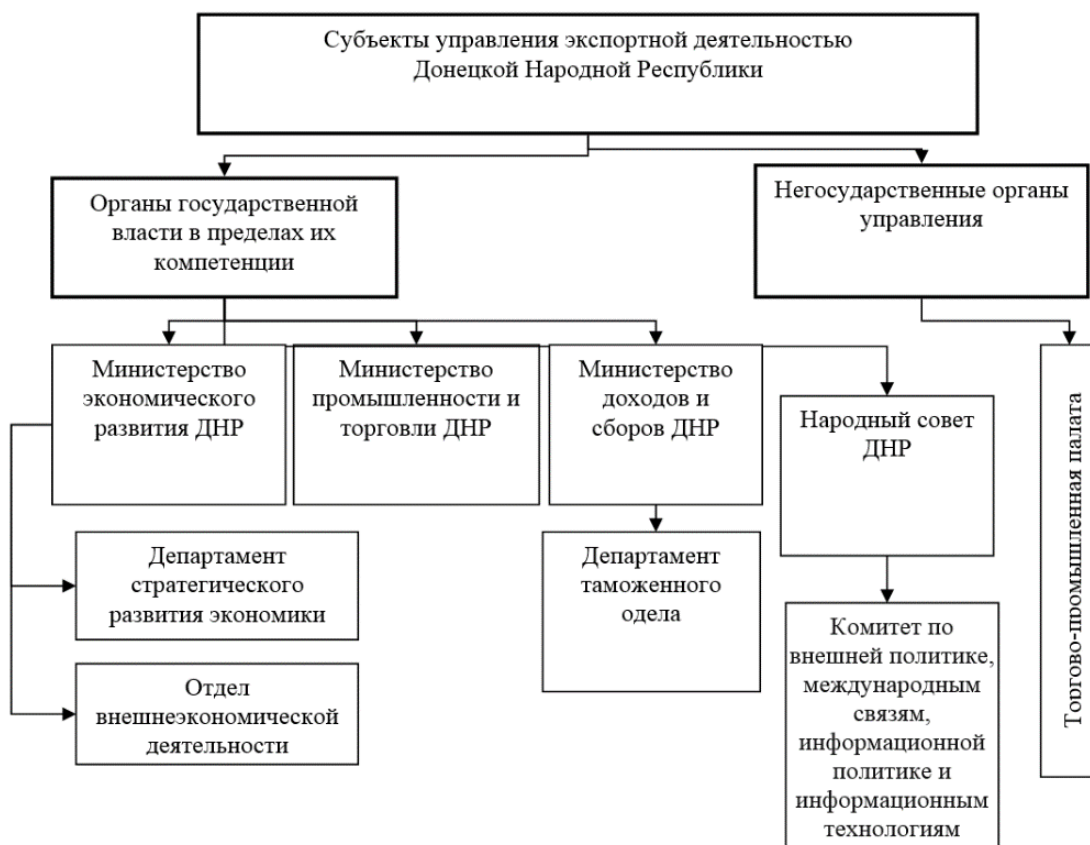 Субъекты управления экспортной деятельностью
Донецкой Народной Республики
Органы государственной
власти в пределах их
компетенции
Негосударственные органы
управления
Министерство
экономического
развития ДНР
Министерство
промышленности и
торговли ДНР
Министерство
доходов и
сборов ДНР
Народный совет
ДНР
Торгово-промышленная палата
Департамент
стратегического
развития экономики
Департамент
таможенного
одела
Отдел
внешнеэкономической
деятельности
Комитет по
внешней политике,
международным
связям,
информационной
политике и
информационным
технологиям